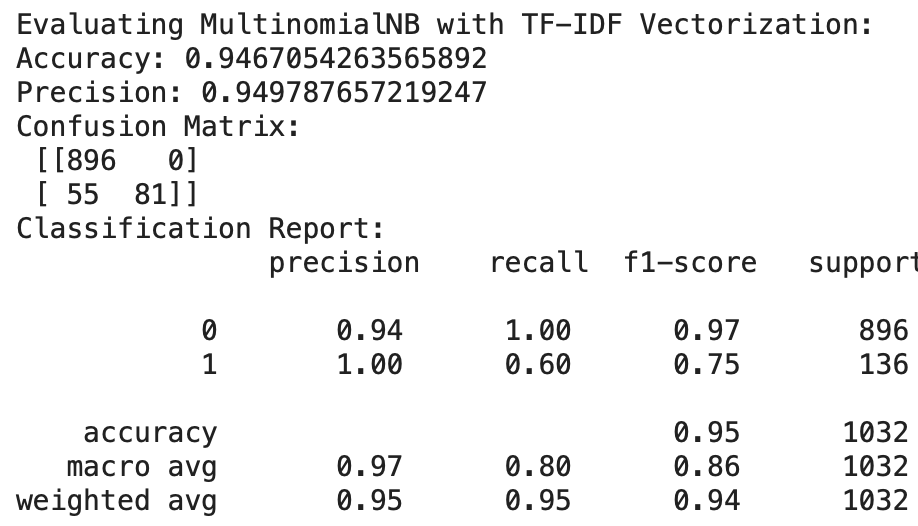 Evaluating MultinomialNB with TF-IDF Vectorization:
Accuracy: 0.9467054263565892
Precision: 0.949787657219247
Confusion Matrix:
[[896 0]
[ 55 81]]
Classification Report:
precision recall f1-score support
0 0.94 1.00 0.97 896
1 1.00 0.60 0.75 136
accuracy 0.95 1032
macro avg 0.97 0.80 0.86 1032
weighted avg 0.95 0.95 0.94 1032